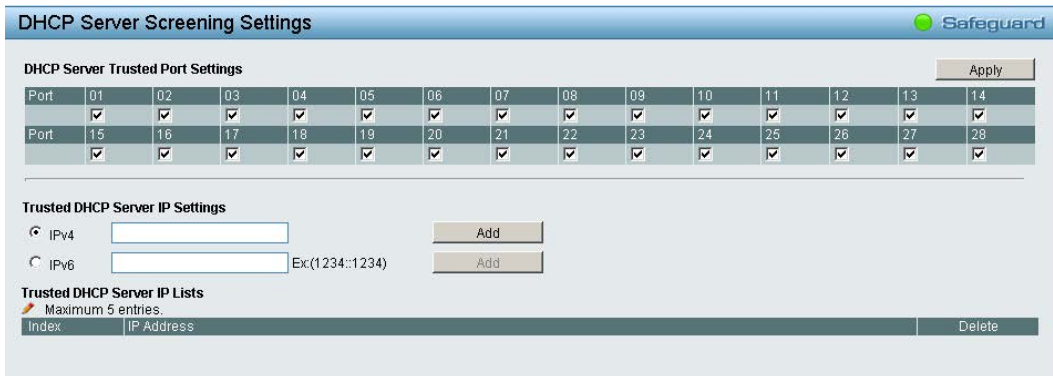 DHCP Server Screening Settings Safeguard
DHCP Server Trusted Port Settings Apply
Port 01 02 03 04 05 06 07 08 09 10 11 12 13 14
Port 15 16 17 18 19 20 21 22 23 24 25 26 27 28
Trusted DHCP Server IP Settings
IPv4 Add
IPv6 Ex:(1234::1234) Add
Trusted DHCP Server IP Lists
Maximum 5 entries.
Index IP Address Delete